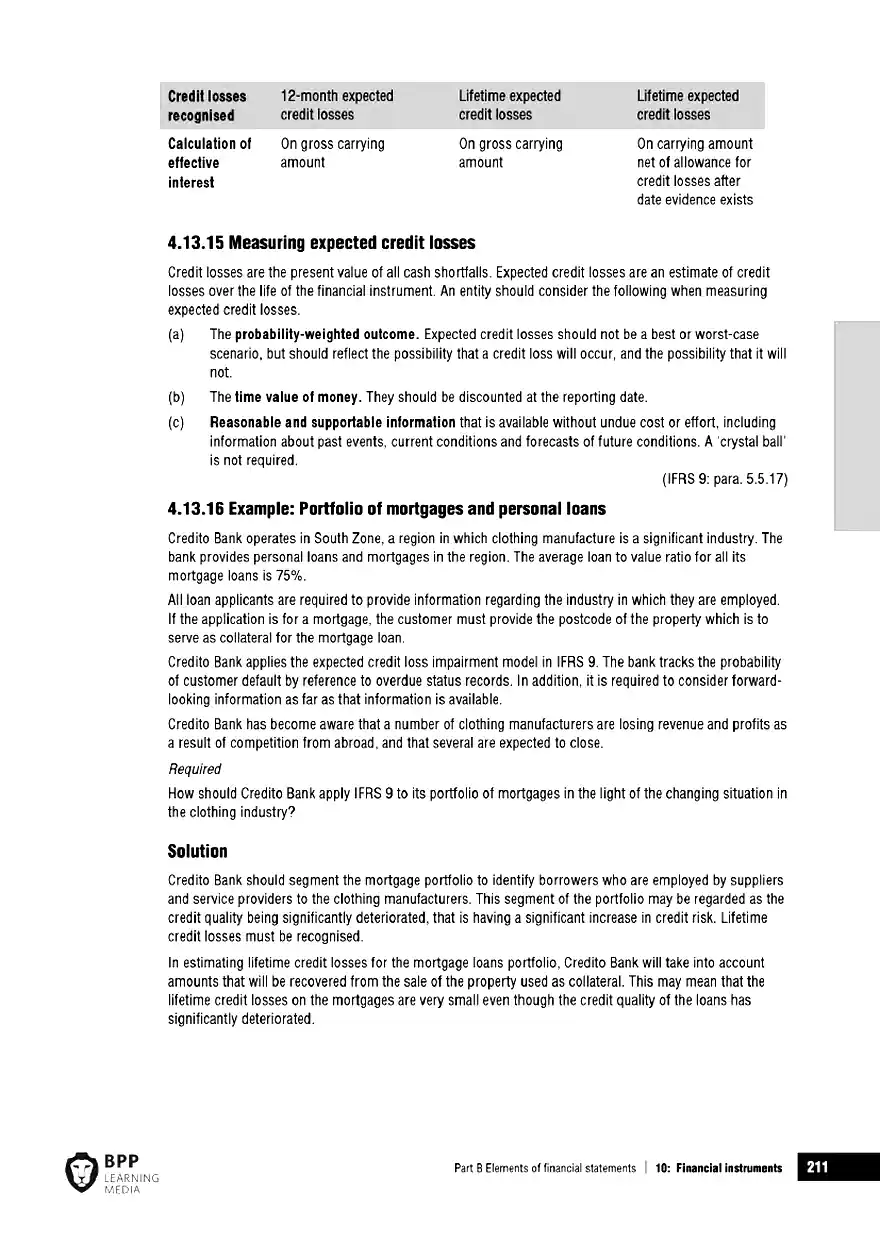 Credit losses recognised 12-month expected credit losses Lifetime expected credit losses Lifetime expected credit losses
Calculation of effective interest On gross carrying amount On gross carrying amount On carrying amount net of allowance for credit losses after date evidence exists
4.13.15 Measuring expected credit losses
Credit losses are the present value of all cash shortfalls. Expected credit losses are an estimate of credit
losses over the life of the financial instrument. An entity should consider the following when measuring
expected credit losses.
(a) The probability-weighted outcome. Expected credit losses should not be a best or worst-case
scenario, but should reflect the possibility that a credit loss will occur, and the possibility that it will
not.
(b) The time value of money. They should be discounted at the reporting date.
(c) Reasonable and supportable information that is available without undue cost or effort, including
information about past events, current conditions and forecasts of future conditions. A 'crystal ball'
is not required.
(IFRS 9: para. 5.5.17)
4.13.16 Example: Portfolio of mortgages and personal loans
Credito Bank operates in South Zone, a region in which clothing manufacture is a significant industry. The
bank provides personal loans and mortgages in the region. The average loan to value ratio for all its
mortgage loans is 75%.
All loan applicants are required to provide information regarding the industry in which they are employed.
If the application is for a mortgage, the customer must provide the postcode of the property which is to
serve as collateral for the mortgage loan.
Credito Bank applies the expected credit loss impairment model in IFRS 9. The bank tracks the probability
of customer default by reference to overdue status records. In addition, it is required to consider forward-
looking information as far as that information is available.
Credito Bank has become aware that a number of clothing manufacturers are losing revenue and profits as
a result of competition from abroad, and that several are expected to close.
Required
How should Credito Bank apply IFRS 9 to its portfolio of mortgages in the light of the changing situation in
the clothing industry?
Solution
Credito Bank should segment the mortgage portfolio to identify borrowers who are employed by suppliers
and service providers to the clothing manufacturers. This segment of the portfolio may be regarded as the
credit quality being significantly deteriorated, that is having a significant increase in credit risk. Lifetime
credit losses must be recognised.
In estimating lifetime credit losses for the mortgage loans portfolio, Credito Bank will take into account
amounts that will be recovered from the sale of the property used as collateral. This may mean that the
lifetime credit losses on the mortgages are very small even though the credit quality of the loans has
significantly deteriorated.
BPP
LEARNING
MEDIA
Part B Elements of financial statements | 10: Financial instruments 211